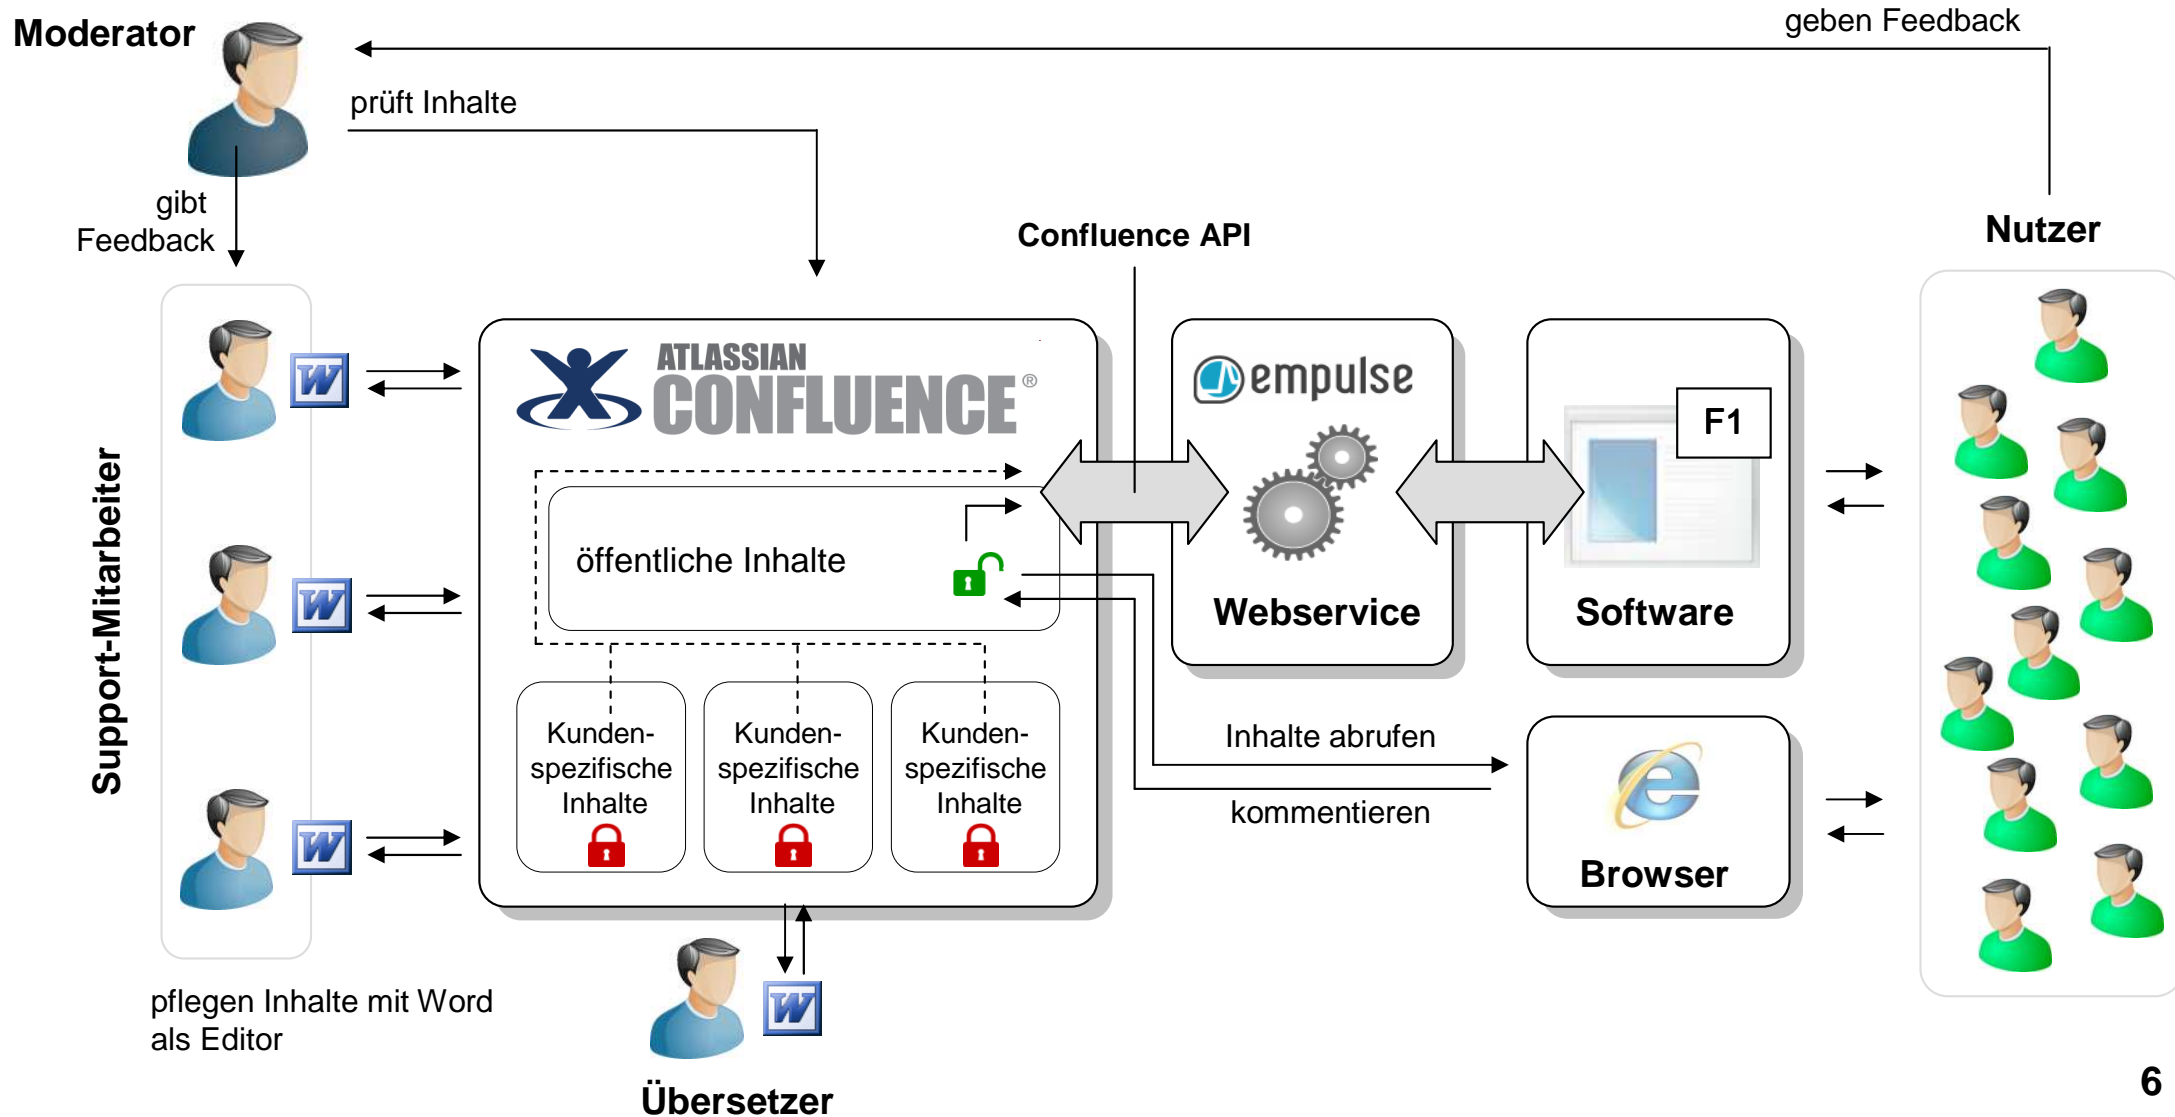 Moderator
geben Feedback
prüft Inhalte
gibt
Feedback
Confluence API
Nutzer
Support-Mitarbeiter
W
W
W
ATLASSIAN
CONFLUENCE®
empulse
F1
öffentliche Inhalte
Webservice
Software
Kunden-
spezifische
Inhalte
Kunden-
spezifische
Inhalte
Kunden-
spezifische
Inhalte
Inhalte abrufen
kommentieren
Browser
pflegen Inhalte mit Word
als Editor
W
Übersetzer
6